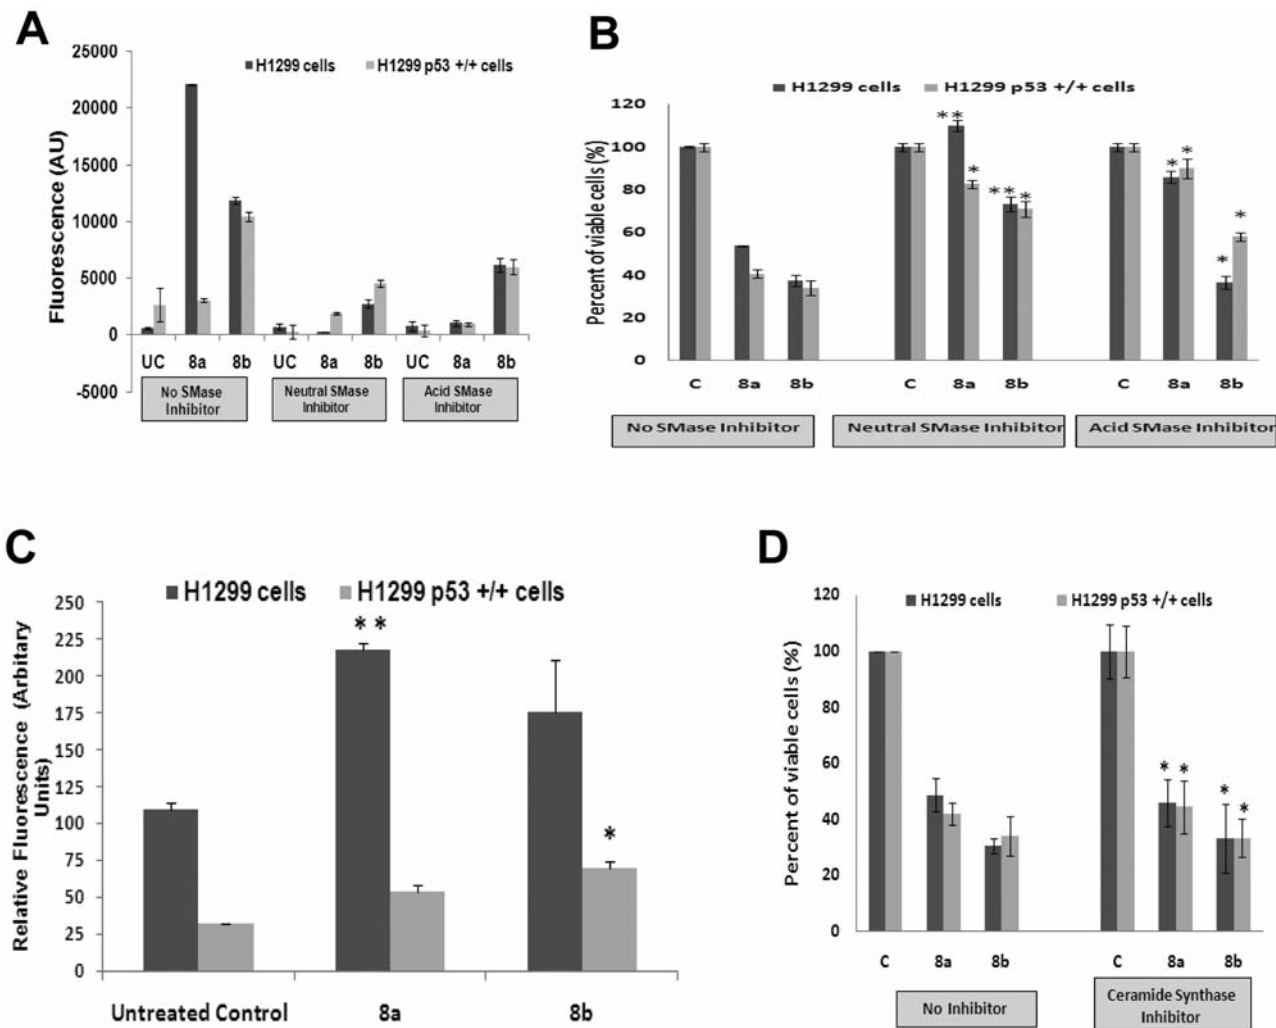 A
25000
20000
15000
10000
5000
0
-5000
Fluorescence (AU)
H1299 cells H1299 p53 +/+ cells
UC 8a 8b UC 8a 8b UC 8a 8b
No SMase Inhibitor
Neutral SMase Inhibitor
Acid SMase Inhibitor
B
H1299 cells H1299 p53 +/+ cells
120
100
80
60
40
20
0
Percent of viable cells (%)
* *
*
* *
*
*
*
*
*
C 8a 8b C 8a 8b C 8a 8b
No SMase Inhibitor Neutral SMase Inhibitor Acid SMase Inhibitor
C
H1299 cells H1299 p53 +/+ cells
250
225
200
175
150
125
100
75
50
25
0
Relative Fluorescence (Arbitary
Units)
* *
*
Untreated Control 8a 8b
D
120
100
80
60
40
20
0
Percent of viable cells (%)
H1299 cells H1299 p53 +/+ cells
* *
*
*
C 8a 8b C 8a 8b
No Inhibitor
Ceramide Synthase
Inhibitor